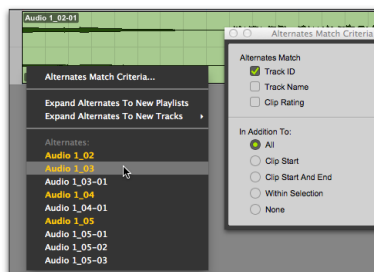 Audio 1_02-01
Alternates Match Criteria
Alternates Match Criteria...
Expand Alternates To New Playlists
Expand Alternates To New Tracks
Alternates:
Audio 1_02
Audio 1_03
Audio 1_03-01
Audio 1_04
Audio 1_04-01
Audio 1_05
Audio 1_05-01
Audio 1_05-02
Audio 1_05-03
Alternates Match
Track ID
Track Name
Clip Rating
In Addition To:
All
Clip Start
Clip Start And End
Within Selection
None